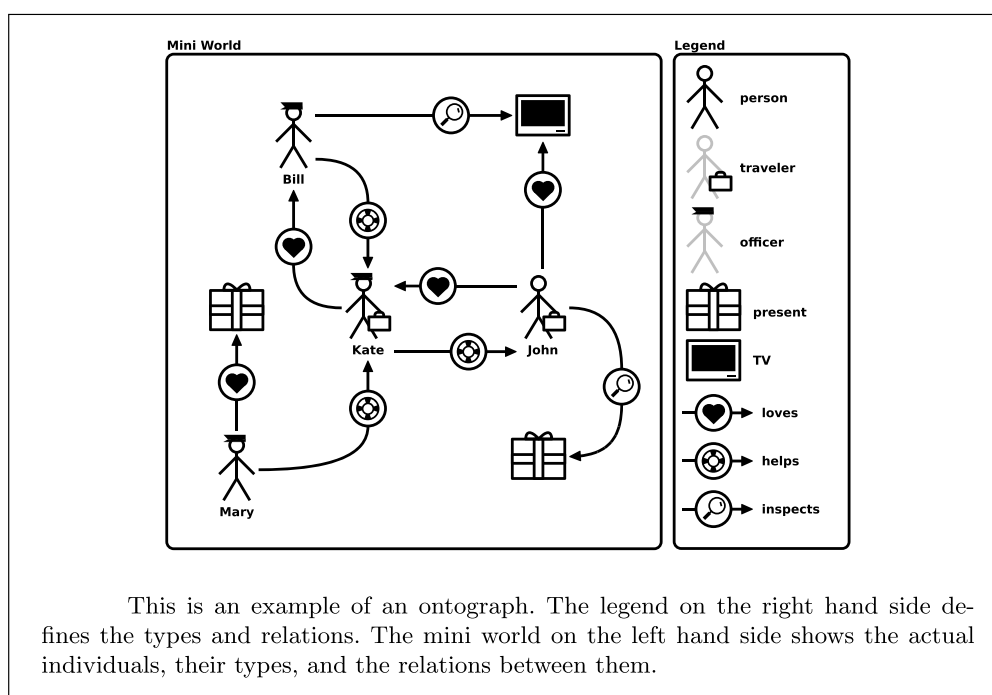 Mini World
Legend
person
traveler
Bill
officer
present
Kate
John
TV
loves
helps
Mary
inspects
This is an example of an ontograph. The legend on the right hand side de-
fines the types and relations. The mini world on the left hand side shows the actual
individuals, their types, and the relations between them.